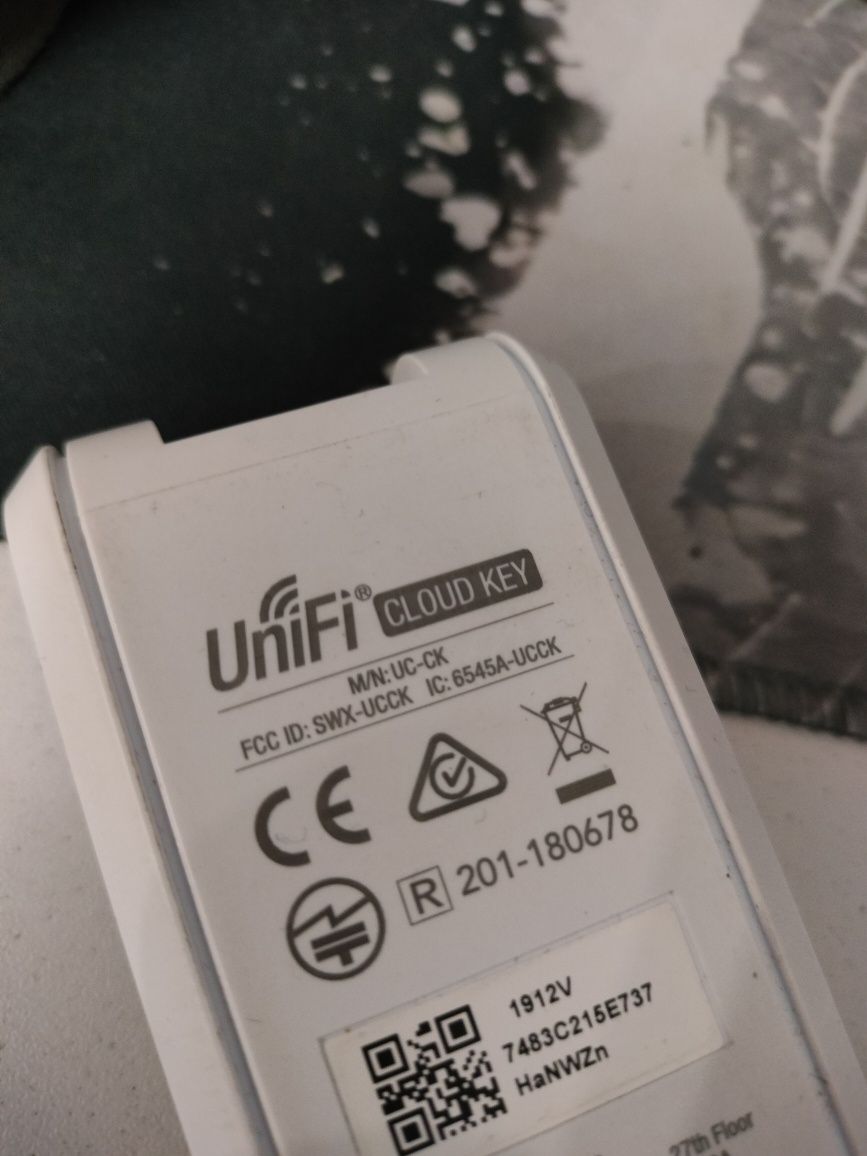 UniFi® CLOUD KEY
M/N: UC-CK
FCC ID: SWX-UCCK IC: 6545A-UCCK
CE
R 201-180678
1912V
7483C215E737
HaNWZn
27th Floor